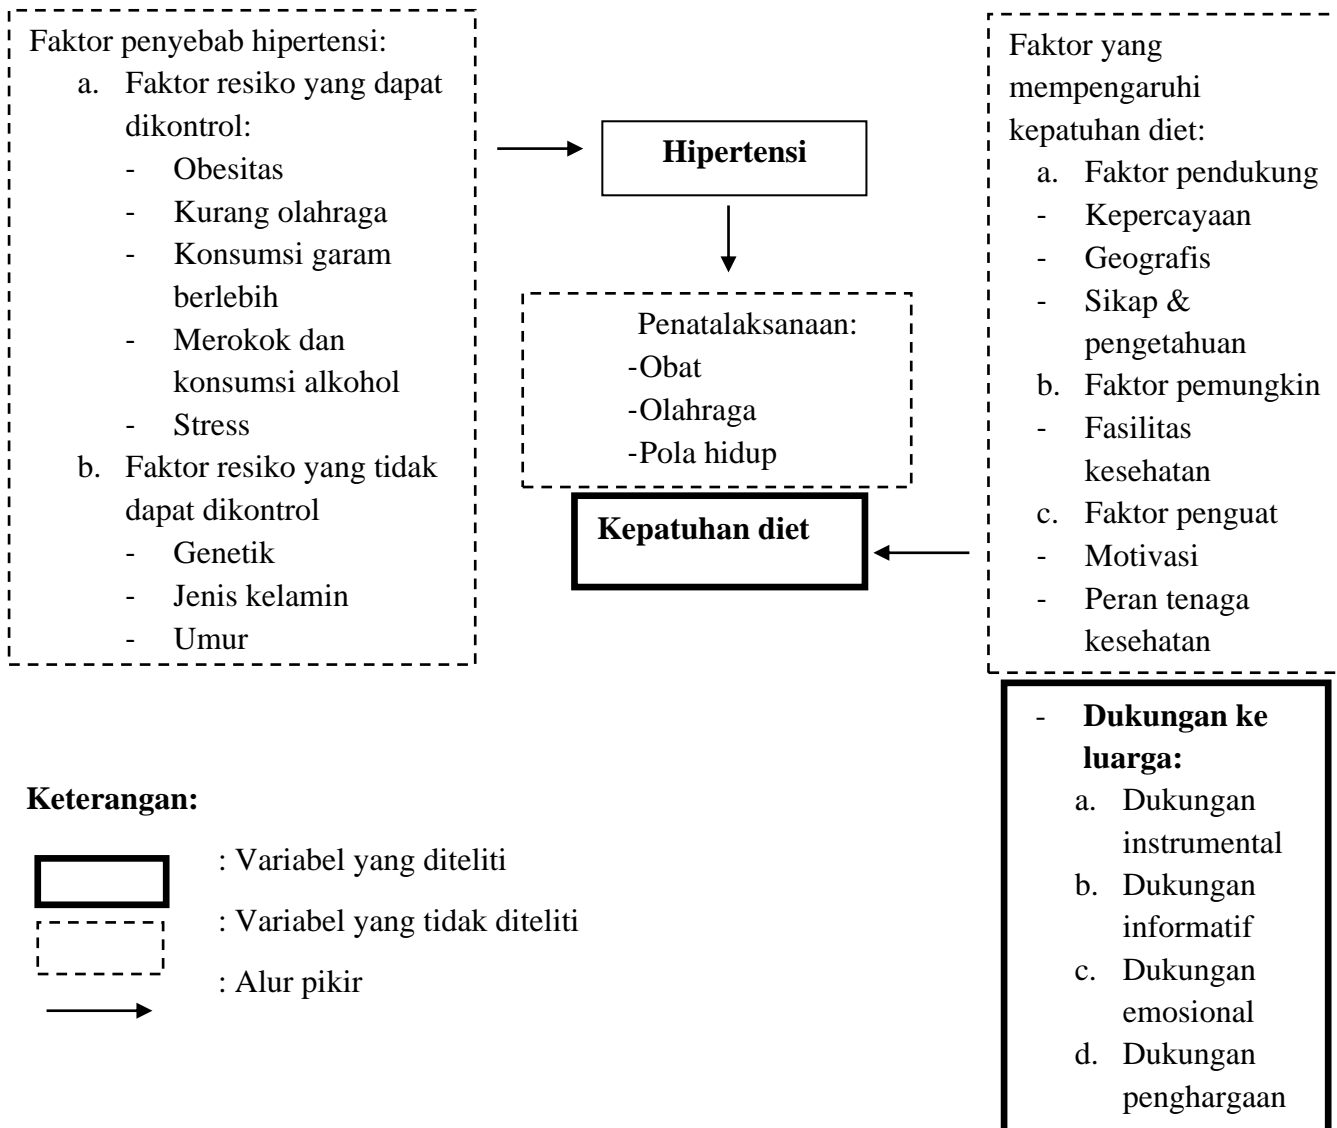 Faktor penyebab hipertensi:
a. Faktor resiko yang dapat
dikontrol:
- Obesitas
- Kurang olahraga
- Konsumsi garam
berlebih
- Merokok dan
konsumsi alkohol
- Stress
b. Faktor resiko yang tidak
dapat dikontrol
- Genetik
- Jenis kelamin
- Umur
Hipertensi
Penatalaksanaan:
-Obat
-Olahraga
-Pola hidup
Kepatuhan diet
Faktor yang
mempengaruhi
kepatuhan diet:
a. Faktor pendukung
- Kepercayaan
- Geografis
- Sikap &
pengetahuan
b. Faktor pemungkin
- Fasilitas
kesehatan
c. Faktor penguat
- Motivasi
- Peran tenaga
kesehatan
- Dukungan ke
luarga:
a. Dukungan
instrumental
b. Dukungan
informatif
c. Dukungan
emosional
d. Dukungan
penghargaan
Keterangan:
: Variabel yang diteliti
: Variabel yang tidak diteliti
: Alur pikir